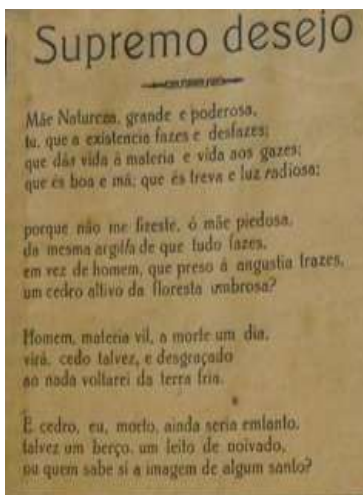 Supremo desejo
Mãe Natureza, grande e poderosa,
tu, que a existencia fazes e desfazes;
que dás vida á materia e vida aos gazes;
que és boa e má; que és treva e luz radiosa;
porque não me fizeste, ó mãe piedosa,
da mesma argilla de que tudo fazes,
em vez de homem, que preso á angustia trazes,
um cedro altivo da floresta umbrosa?
Homem, materia vil, a morte um dia,
virá, cedo talvez, e desgraçado
ao nada voltarei da terra fria.
E cedro, eu, morto, ainda seria emtanto,
talvez um berço, um leito de noivado,
ou quem sabe si a imagem de algum santo?